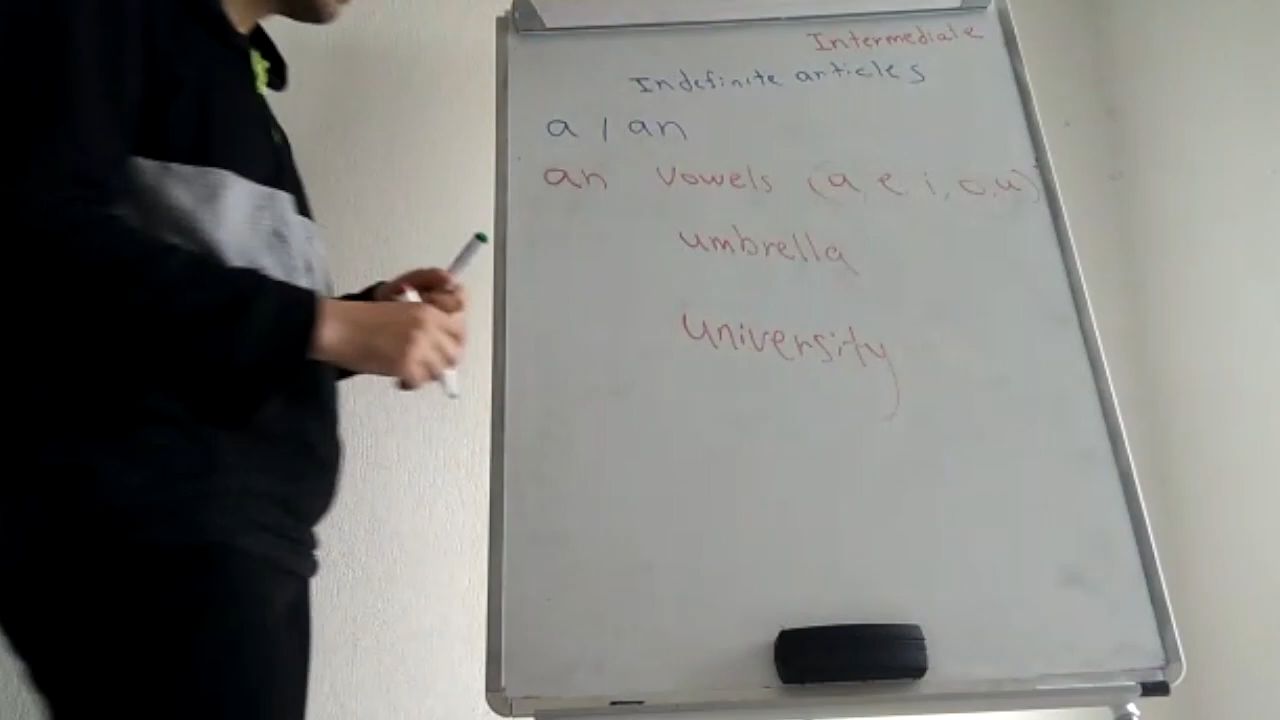 Intermediate
Indefinite articles
a / an
an vowels (a, e, i, o, u)
umbrella
university